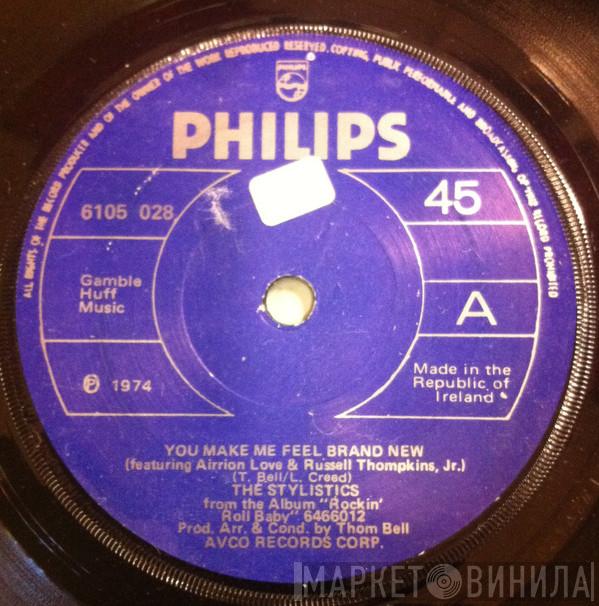 ALL RIGHTS OF THE RECORD PRODUCER AND OF THE OWNER OF THE WORK REPRODUCED RESERVED. COPYING, PUBLIC PERFORMANCE AND BROADCASTING OF THE RECORD PROHIBITED
PHILIPS
PHILIPS
6105 028
45
Gamble
Huff
Music
A
℗ 1974
Made in the
Republic of
Ireland
YOU MAKE ME FEEL BRAND NEW
(featuring Airrion Love & Russell Thompkins, Jr.)
(T. Bell/L. Creed)
THE STYLISTICS
from the Album "Rockin'
Roll Baby" 6466012
Prod. Arr. & Cond. by Thom Bell
AVCO RECORDS CORP.
МАРКЕТ ВИНИЛА